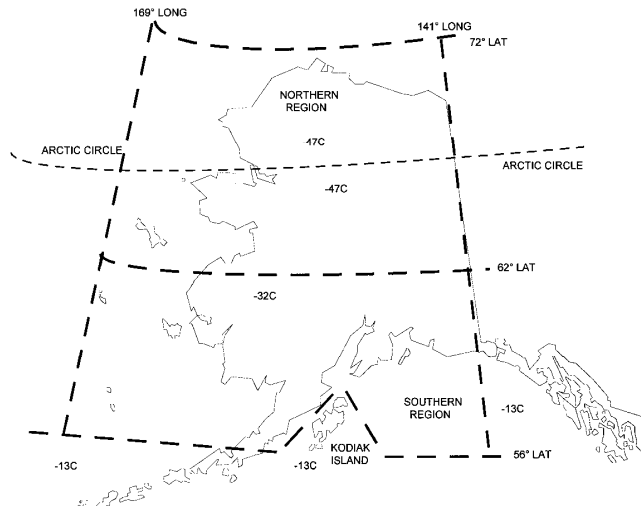 169° LONG
141° LONG
72° LAT
NORTHERN
REGION
-47C
ARCTIC CIRCLE
ARCTIC CIRCLE
-47C
62° LAT
-32C
SOUTHERN
REGION
-13C
KODIAK
ISLAND
56° LAT
-13C
-13C